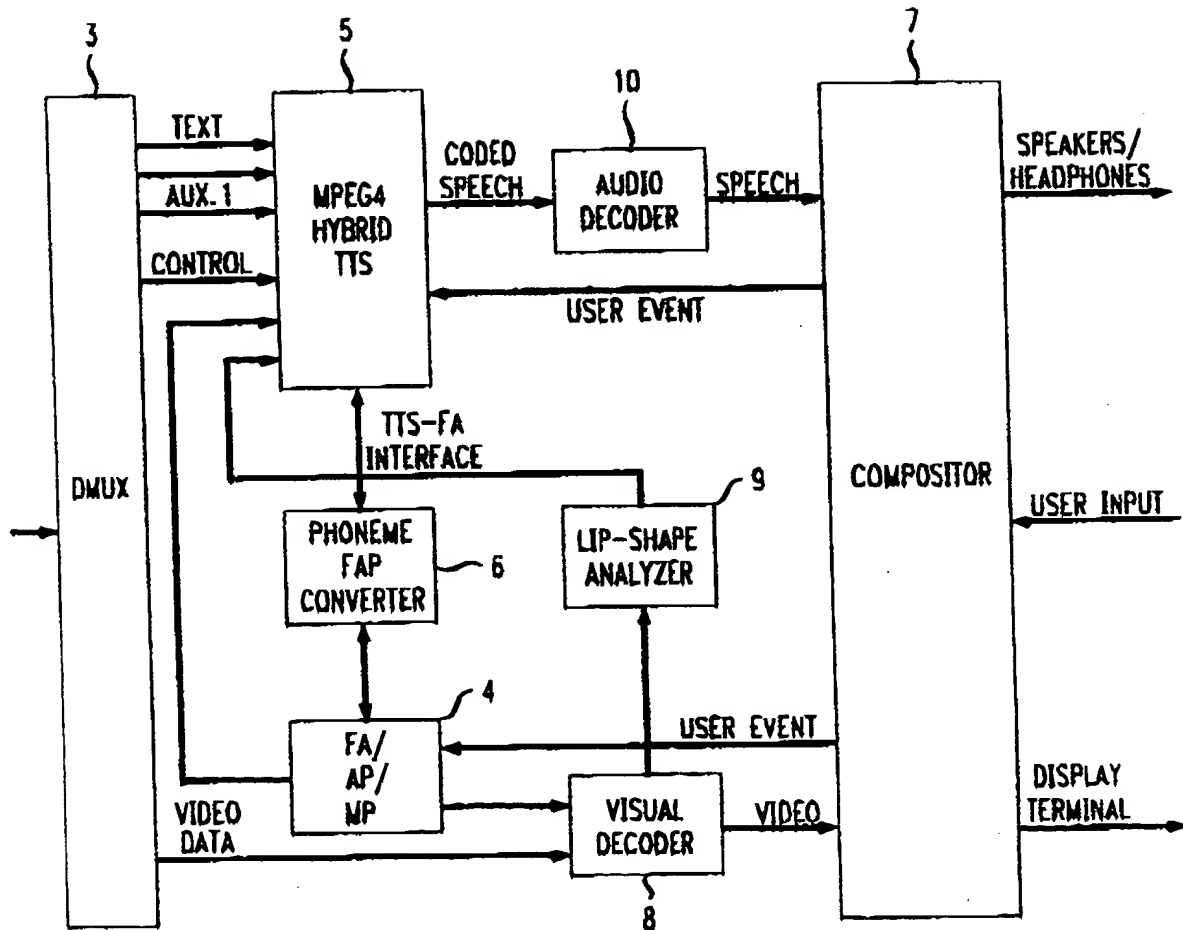 3
5
7
10
TEXT
AUX.1
CONTROL
MPEG4
HYBRID
TTS
CODED
SPEECH
AUDIO
DECODER
SPEECH
SPEAKERS/
HEADPHONES
USER EVENT
TTS-FA
INTERFACE
DMUX
COMPOSITOR
9
PHONEME
FAP
CONVERTER
6
LIP-SHAPE
ANALYZER
USER INPUT
4
FA/
AP/
MP
USER EVENT
VIDEO
DATA
VISUAL
DECODER
VIDEO
DISPLAY
TERMINAL
8